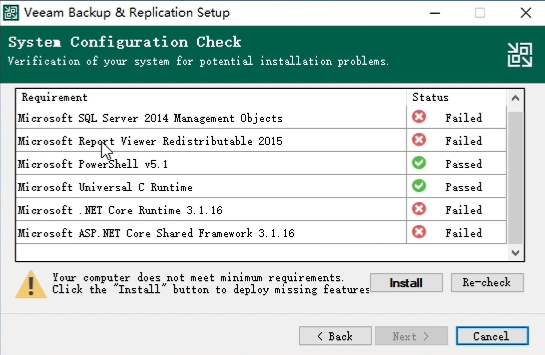 Veeam Backup & Replication Setup
System Configuration Check
Verification of your system for potential installation problems.
Requirement Status
Microsoft SQL Server 2014 Management Objects Failed
Microsoft Report Viewer Redistributable 2015 Failed
Microsoft PowerShell v5.1 Passed
Microsoft Universal C Runtime Passed
Microsoft .NET Core Runtime 3.1.16 Failed
Microsoft ASP.NET Core Shared Framework 3.1.16 Failed
Your computer does not meet minimum requirements.
Click the "Install" button to deploy missing features
Install Re-check
< Back Next > Cancel